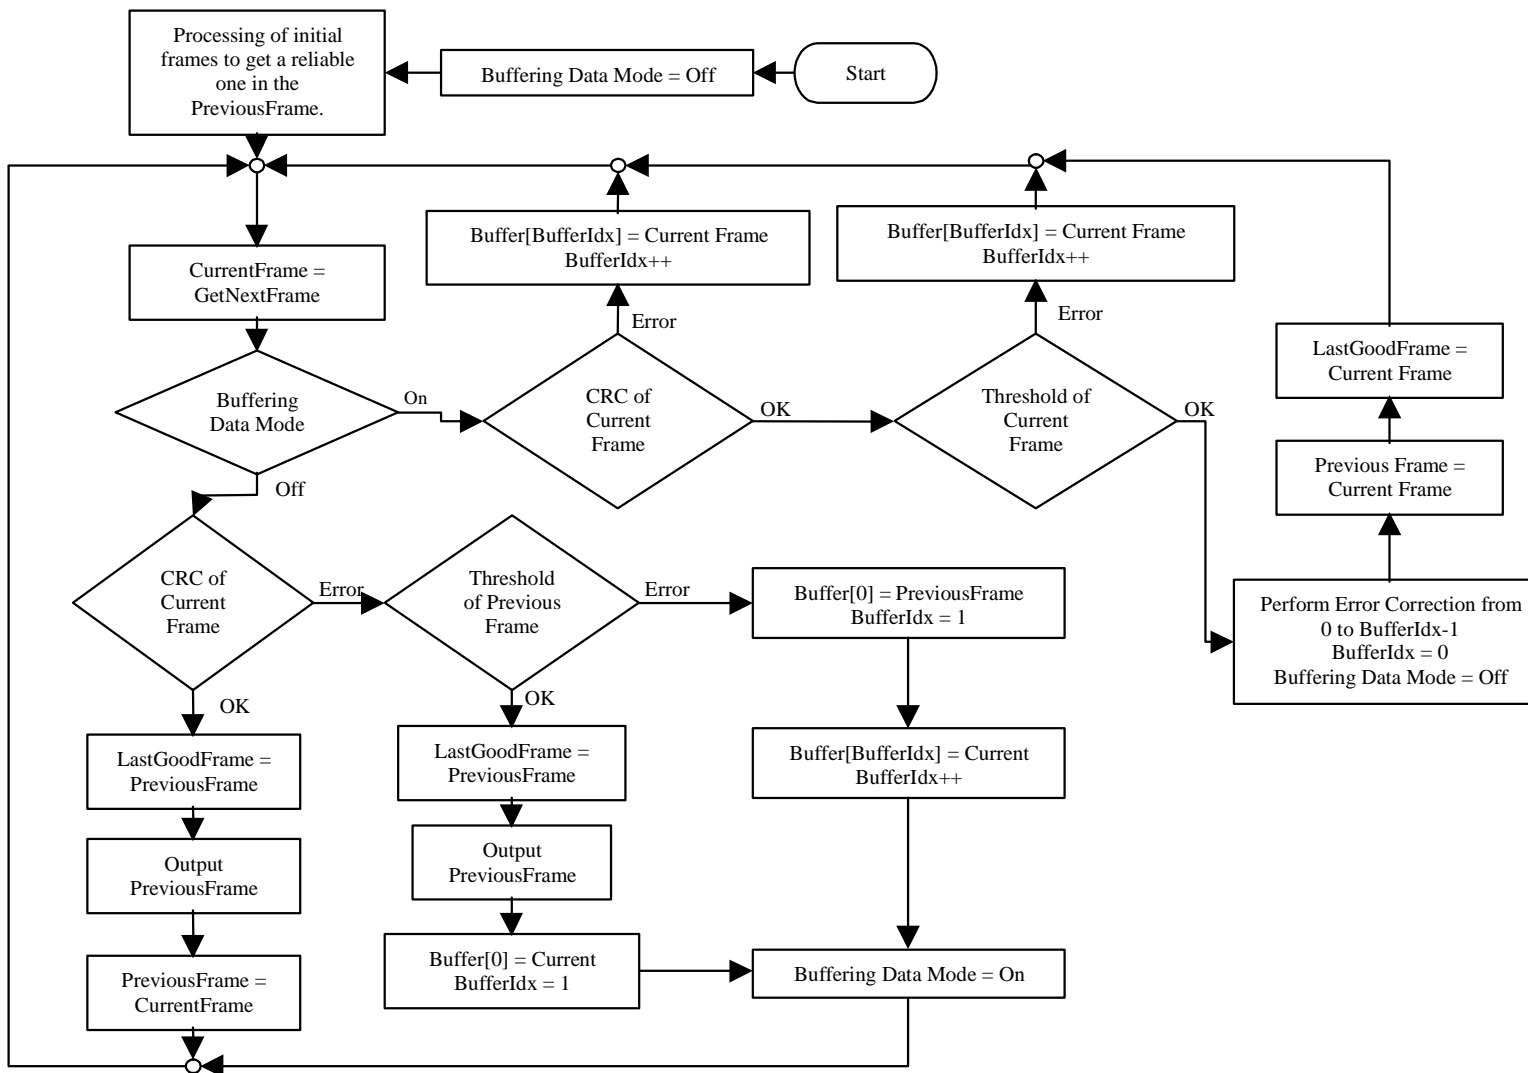 Processing of initial
frames to get a reliable
one in the
PreviousFrame.
Buffering Data Mode = Off
Start
Buffer[BufferIdx] = Current Frame
BufferIdx++
Buffer[BufferIdx] = Current Frame
BufferIdx++
CurrentFrame =
GetNextFrame
Error
Error
LastGoodFrame =
Current Frame
Buffering
Data Mode
On
CRC of
Current
Frame
OK
Threshold of
Current
Frame
OK
Previous Frame =
Current Frame
Off
CRC of
Current
Frame
Error
Threshold
of Previous
Frame
Error
Buffer[0] = PreviousFrame
BufferIdx = 1
Perform Error Correction from
0 to BufferIdx-1
BufferIdx = 0
Buffering Data Mode = Off
OK
OK
LastGoodFrame =
PreviousFrame
LastGoodFrame =
PreviousFrame
Buffer[BufferIdx] = Current
BufferIdx++
Output
PreviousFrame
Output
PreviousFrame
PreviousFrame =
CurrentFrame
Buffer[0] = Current
BufferIdx = 1
Buffering Data Mode = On